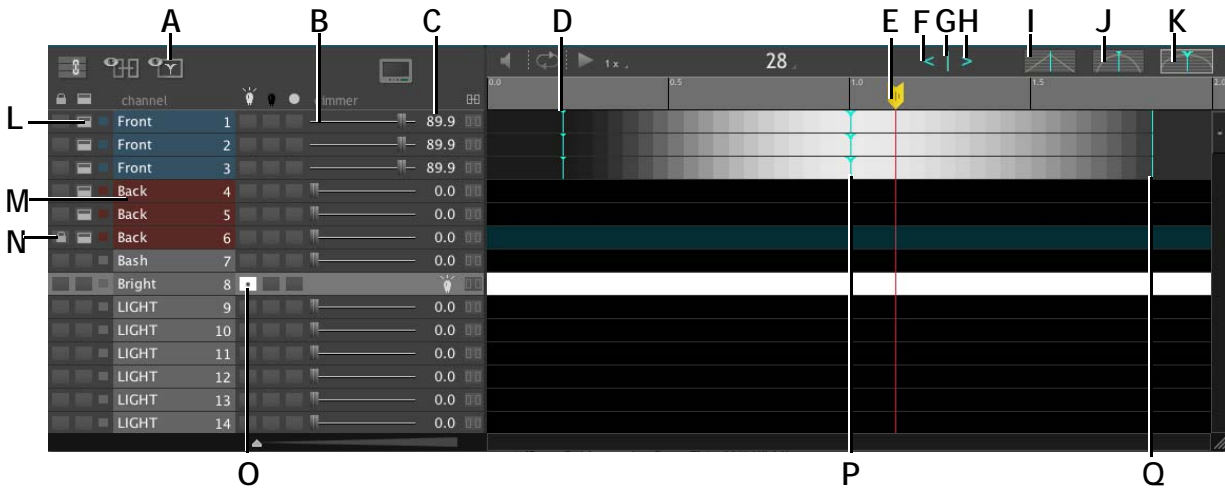 A B C D E F G H I J K
1x 28 < | >
channel dimmer 0.0 0.5 1.0 1.5 2.0
L Front 1 89.9
Front 2 89.9
Front 3 89.9
M Back 4 0.0
Back 5 0.0
N Back 6 0.0
Bash 7 0.0
Bright 8
LIGHT 9 0.0
LIGHT 10 0.0
LIGHT 11 0.0
LIGHT 12 0.0
LIGHT 13 0.0
LIGHT 14 0.0
O P Q